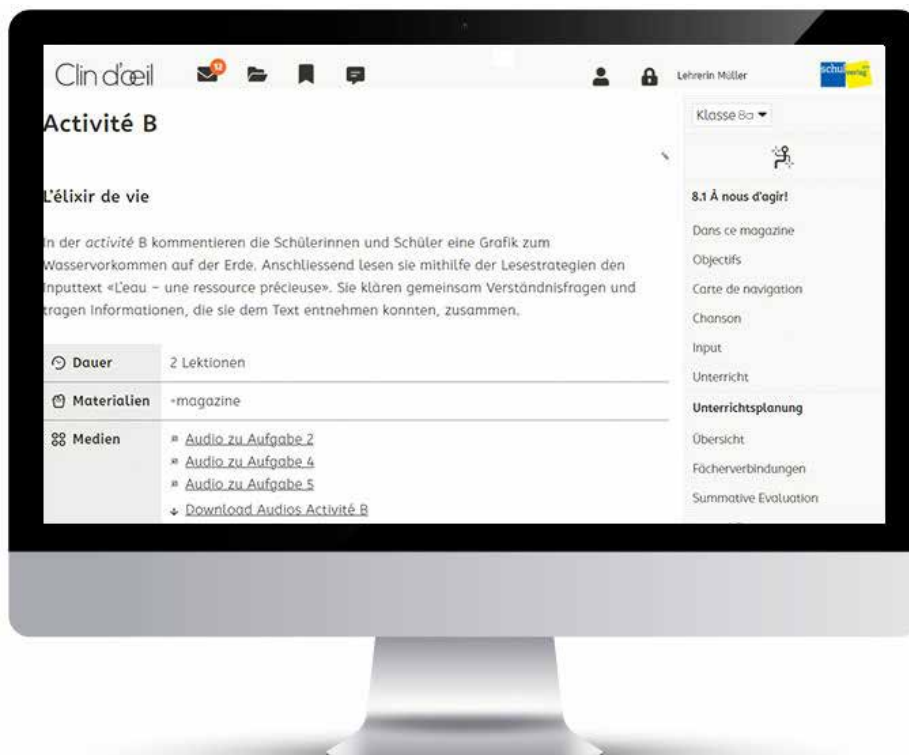 Clin d'œil
12
Lehrerin Müller
schul verlag
Activité B
L'élixir de vie
In der activité B kommentieren die Schülerinnen und Schüler eine Grafik zum
Wasservorkommen auf der Erde. Anschliessend lesen sie mithilfe der Lesestrategien den
Inputtext «L'eau – une ressource précieuse». Sie klären gemeinsam Verständnisfragen und
tragen Informationen, die sie dem Text entnehmen konnten, zusammen.
Dauer 2 Lektionen
Materialien -magazine
Medien Audio zu Aufgabe 2
Audio zu Aufgabe 4
Audio zu Aufgabe 5
Download Audios Activité B
Klasse 8a
8.1 À nous d'agir!
Dans ce magazine
Objectifs
Carte de navigation
Chanson
Input
Unterricht
Unterrichtsplanung
Übersicht
Fächerverbindungen
Summative Evaluation